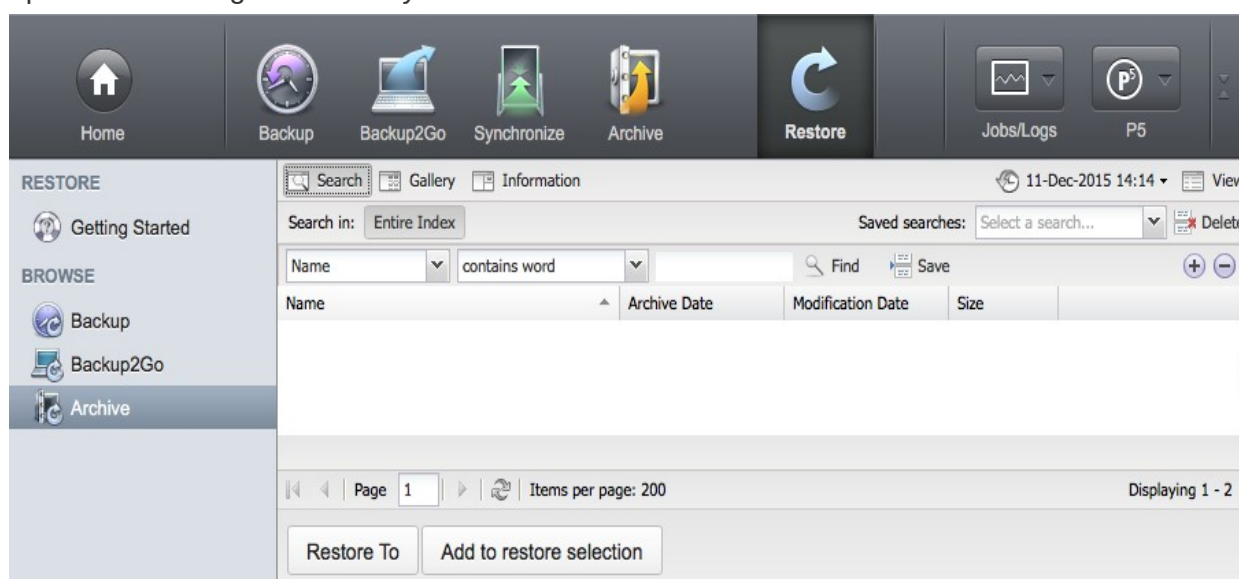 Home Backup Backup2Go Synchronize Archive Restore Jobs/Logs P5 P5
RESTORE
Getting Started
BROWSE
Backup
Backup2Go
Archive
Search Gallery Information 11-Dec-2015 14:14 View
Search in: Entire Index Saved searches: Select a search... Delete
Name contains word Find Save
Name Archive Date Modification Date Size
Page 1 Items per page: 200 Displaying 1 - 2
Restore To Add to restore selection